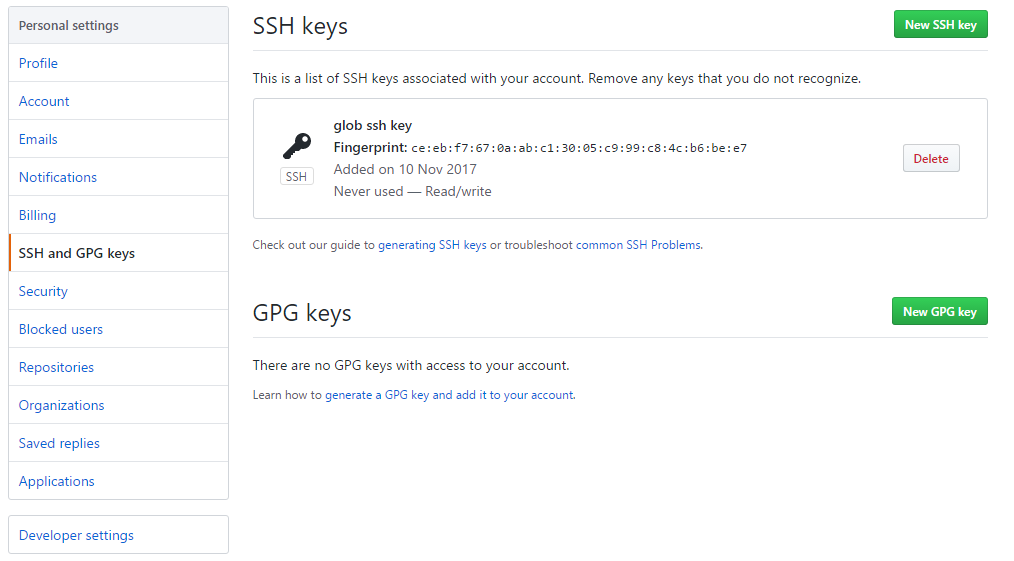 Personal settings
Profile
Account
Emails
Notifications
Billing
SSH and GPG keys
Security
Blocked users
Repositories
Organizations
Saved replies
Applications
Developer settings
SSH keys
New SSH key
This is a list of SSH keys associated with your account. Remove any keys that you do not recognize.
glob ssh key
Fingerprint: ce:eb:f7:67:0a:ab:c1:30:05:c9:99:c8:4c:b6:be:e7
Added on 10 Nov 2017
Never used — Read/write
SSH
Delete
Check out our guide to generating SSH keys or troubleshoot common SSH Problems.
GPG keys
New GPG key
There are no GPG keys with access to your account.
Learn how to generate a GPG key and add it to your account.